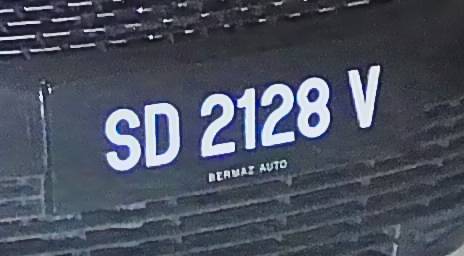 SD 2128 V
BERMAZ AUTO